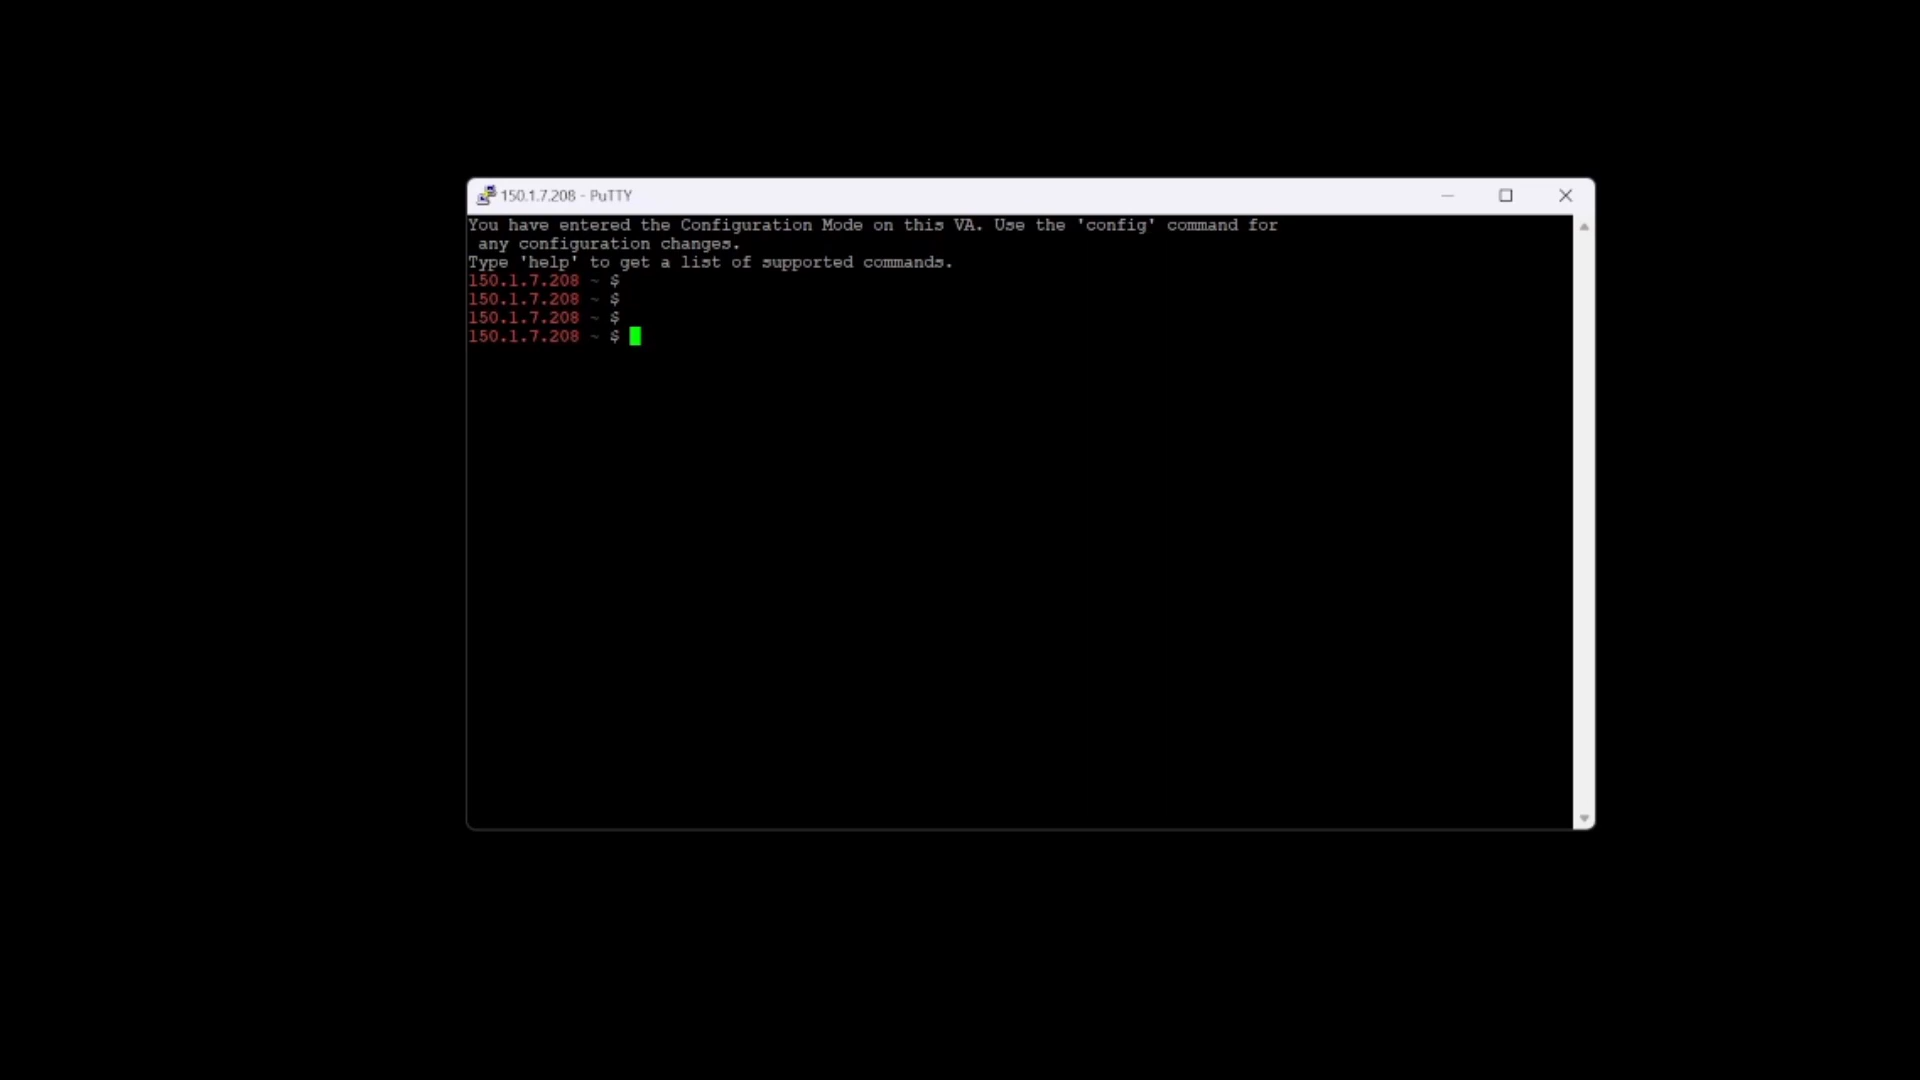 150.1.7.208 - PuTTY
You have entered the Configuration Mode on this VA. Use the 'config' command for
any configuration changes.
Type 'help' to get a list of supported commands.
150.1.7.208 ~ $
150.1.7.208 ~ $
150.1.7.208 ~ $
150.1.7.208 ~ $